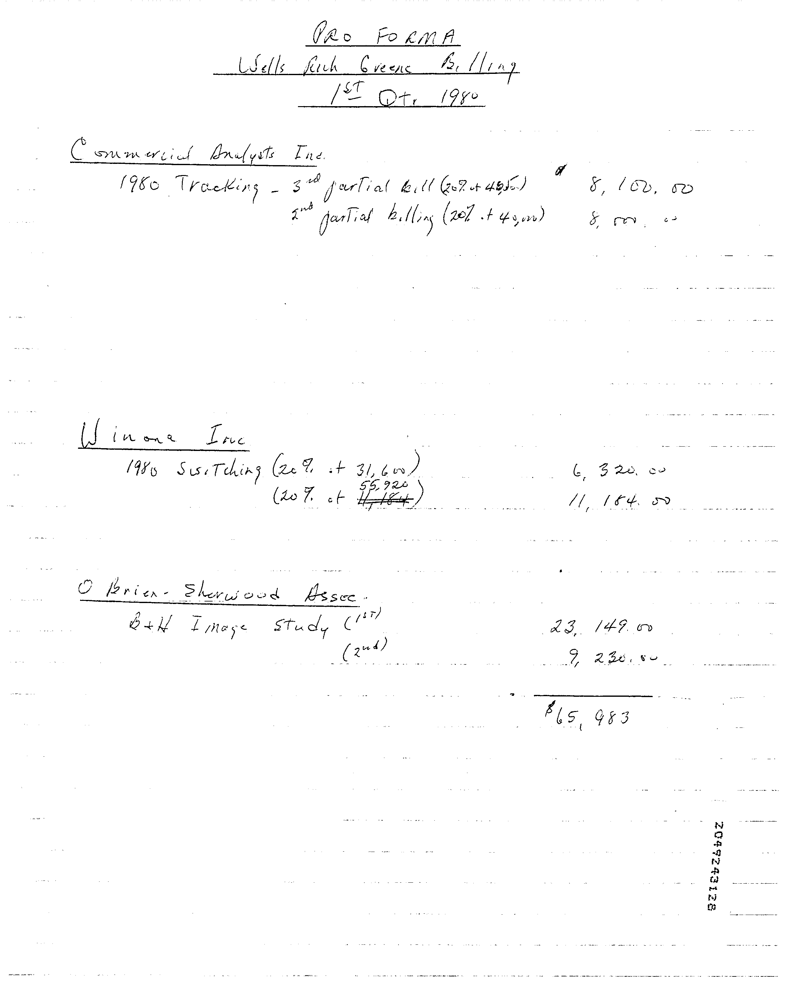 PRO FORMA
Wells Rich Greene Billing
1ST Qtr 1980
Commercial Analysts Inc.
1980 Tracking - 3rd partial bill (20% of ) $ 8,100.00
2nd partial billing (20% of 40,000) 8,000.00
Winona Inc
1980 Switching (20% of 31,600) 6,320.00
55,920
(20% of 11,184) 11,184.00
O Brien-Sherwood Assoc.
B+H Image Study (1ST) 23,149.00
(2nd) 9,230.00
$65,983
2049243128